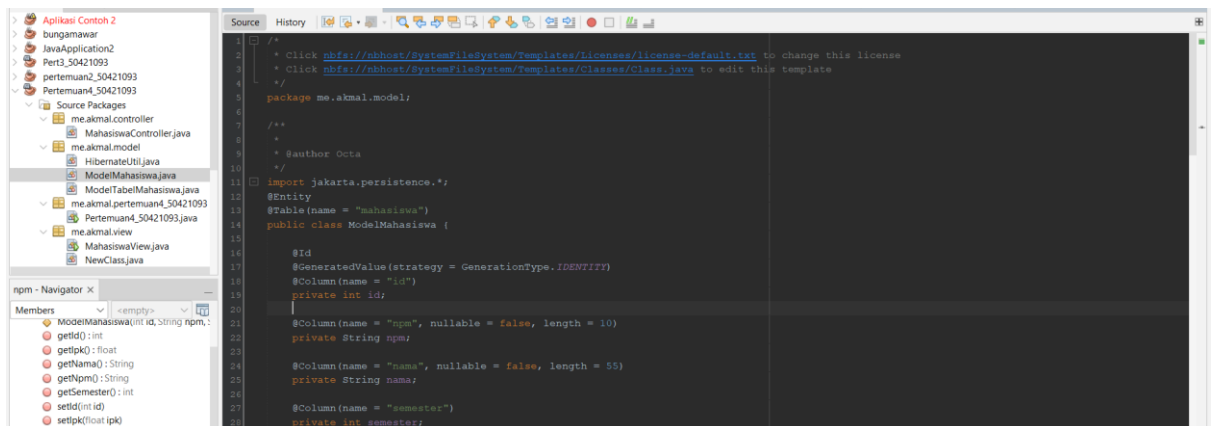 Aplikasi Contoh 2
bungamawar
JavaApplication2
Pert3_50421093
pertemuan2_50421093
Pertemuan4_50421093
Source Packages
me.akmal.controller
MahasiswaController.java
me.akmal.model
HibernateUtil.java
ModelMahasiswa.java
ModelTabelMahasiswa.java
me.akmal.pertemuan4_50421093
Pertemuan4_50421093.java
me.akmal.view
MahasiswaView.java
NewClass.java
npm - Navigator ×
Members <empty>
ModelMahasiswa(int id, String npm, :
getId() : int
getIpk() : float
getNama() : String
getNpm() : String
getSemester() : int
setId(int id)
setIpk(float ipk)
Source History
1 /*
2 * Click nbfs://nbhost/SystemFileSystem/Templates/Licenses/license-default.txt to change this license
3 * Click nbfs://nbhost/SystemFileSystem/Templates/Classes/Class.java to edit this template
4 */
5 package me.akmal.model;
6
7 /**
8 *
9 * @author Octa
10 */
11 import jakarta.persistence.*;
12 @Entity
13 @Table(name = "mahasiswa")
14 public class ModelMahasiswa {
15
16 @Id
17 @GeneratedValue(strategy = GenerationType.IDENTITY)
18 @Column(name = "id")
19 private int id;
20
21 @Column(name = "npm", nullable = false, length = 10)
22 private String npm;
23
24 @Column(name = "nama", nullable = false, length = 55)
25 private String nama;
26
27 @Column(name = "semester")
28 private int semester;